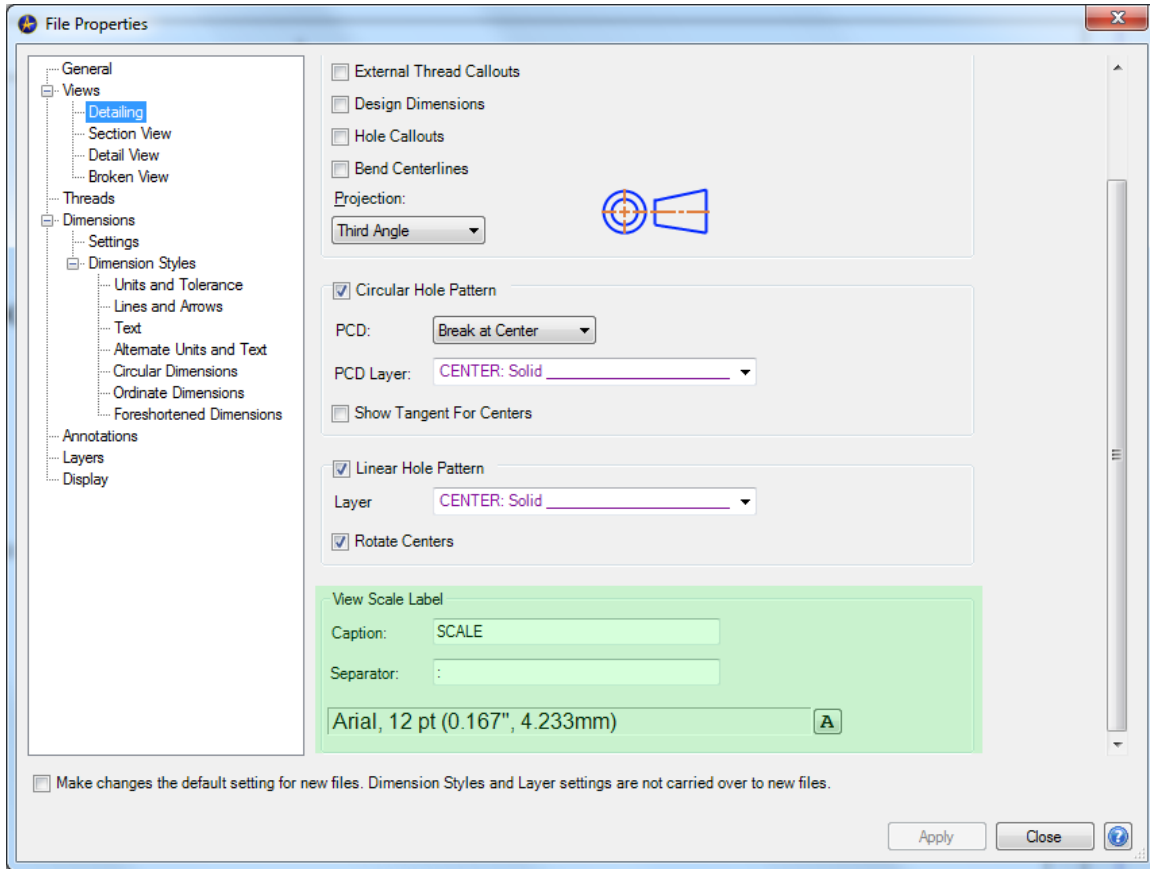 File Properties
General
Views
Detailing
Section View
Detail View
Broken View
Threads
Dimensions
Settings
Dimension Styles
Units and Tolerance
Lines and Arrows
Text
Alternate Units and Text
Circular Dimensions
Ordinate Dimensions
Foreshortened Dimensions
Annotations
Layers
Display
External Thread Callouts
Design Dimensions
Hole Callouts
Bend Centerlines
Projection:
Third Angle
Circular Hole Pattern
PCD: Break at Center
PCD Layer: CENTER: Solid
Show Tangent For Centers
Linear Hole Pattern
Layer CENTER: Solid
Rotate Centers
View Scale Label
Caption: SCALE
Separator: :
Arial, 12 pt (0.167", 4.233mm) A
Make changes the default setting for new files. Dimension Styles and Layer settings are not carried over to new files.
Apply Close ?